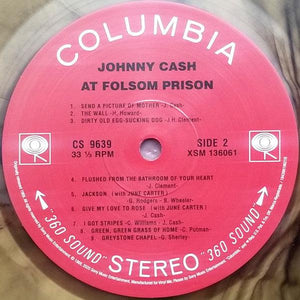 COLUMBIA
JOHNNY CASH
AT FOLSOM PRISON
1. SEND A PICTURE OF MOTHER - J. Cash-
2. THE WALL - H. Howard-
3. DIRTY OLD EGG-SUCKING DOG - J.H. Clement-
CS 9639
SIDE 2
33 ⅓ RPM
XSM 136061
4. FLUSHED FROM THE BATHROOM OF YOUR HEART
- J. Clement-
5. JACKSON (with JUNE CARTER)
- G. Rodgers - B. Wheeler-
6. GIVE MY LOVE TO ROSE (with JUNE CARTER)
- J. Cash-
7. I GOT STRIPES - C. Williams - J. Cash-
8. GREEN, GREEN GRASS OF HOME - C. Putman-
9. GREYSTONE CHAPEL - G. Sherley-
"360 SOUND" STEREO "360 SOUND"